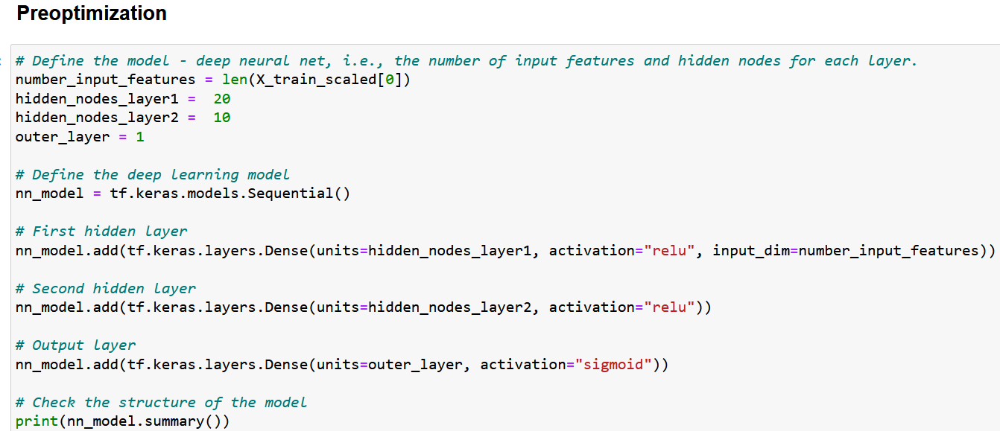 Preoptimization
# Define the model - deep neural net, i.e., the number of input features and hidden nodes for each layer.
number_input_features = len(X_train_scaled[0])
hidden_nodes_layer1 =  20
hidden_nodes_layer2 =  10
outer_layer = 1
# Define the deep learning model
nn_model = tf.keras.models.Sequential()
# First hidden layer
nn_model.add(tf.keras.layers.Dense(units=hidden_nodes_layer1, activation="relu", input_dim=number_input_features))
# Second hidden layer
nn_model.add(tf.keras.layers.Dense(units=hidden_nodes_layer2, activation="relu"))
# Output layer
nn_model.add(tf.keras.layers.Dense(units=outer_layer, activation="sigmoid"))
# Check the structure of the model
print(nn_model.summary())